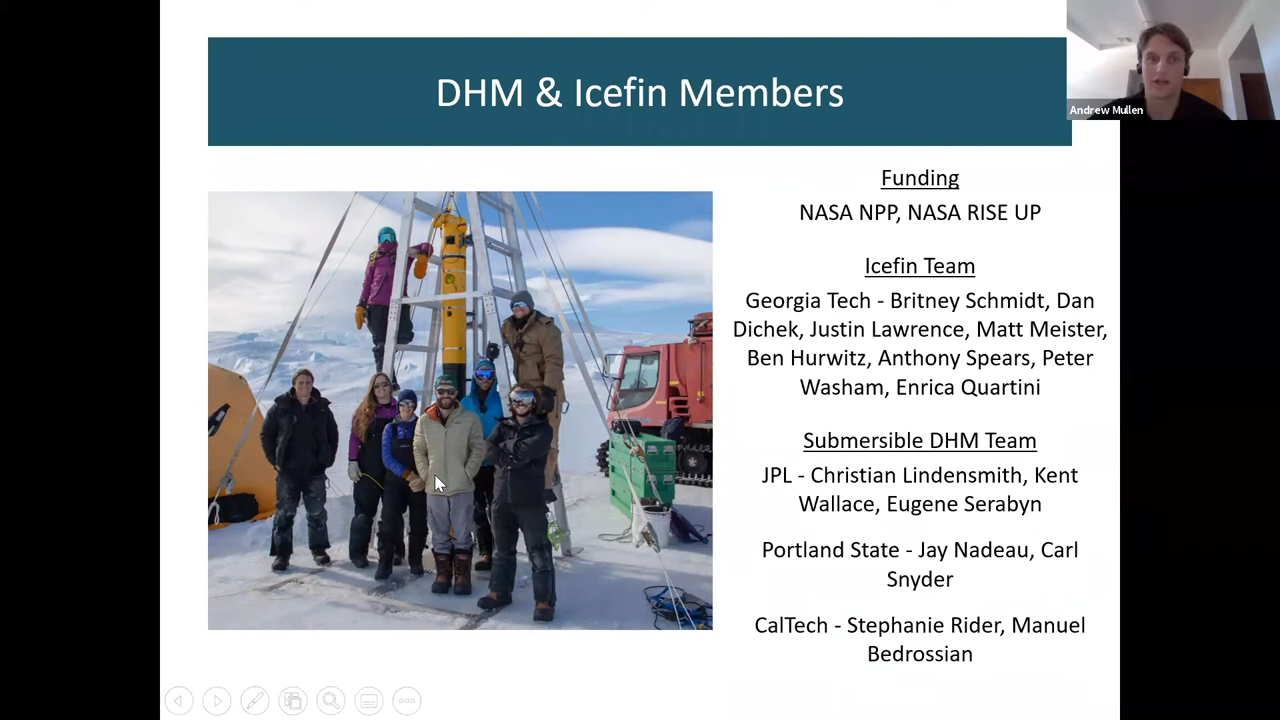 DHM & Icefin Members
Andrew Mullen
Funding
NASA NPP, NASA RISE UP
Icefin Team
Georgia Tech - Britney Schmidt, Dan
Dichek, Justin Lawrence, Matt Meister,
Ben Hurwitz, Anthony Spears, Peter
Washam, Enrica Quartini
Submersible DHM Team
JPL - Christian Lindensmith, Kent
Wallace, Eugene Serabyn
Portland State - Jay Nadeau, Carl
Snyder
CalTech - Stephanie Rider, Manuel
Bedrossian